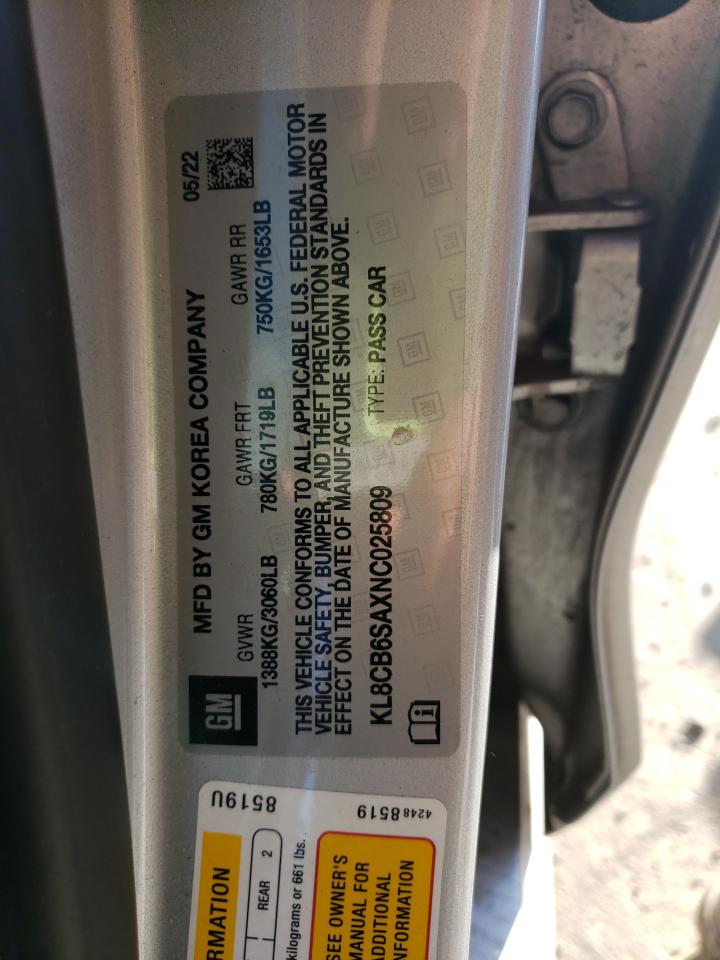 MFD BY GM KOREA COMPANY 05/22
GM
GVWR GAWR FRT GAWR RR
1388KG/3060LB 780KG/1719LB 750KG/1653LB
THIS VEHICLE CONFORMS TO ALL APPLICABLE U.S. FEDERAL MOTOR
VEHICLE SAFETY, BUMPER, AND THEFT PREVENTION STANDARDS IN
EFFECT ON THE DATE OF MANUFACTURE SHOWN ABOVE.
KL8CB6SAXNC025809 TYPE: PASS CAR
8519U
4248 8519
RMATION
REAR 2
kilograms or 661 lbs.
SEE OWNER'S
MANUAL FOR
ADDITIONAL
INFORMATION